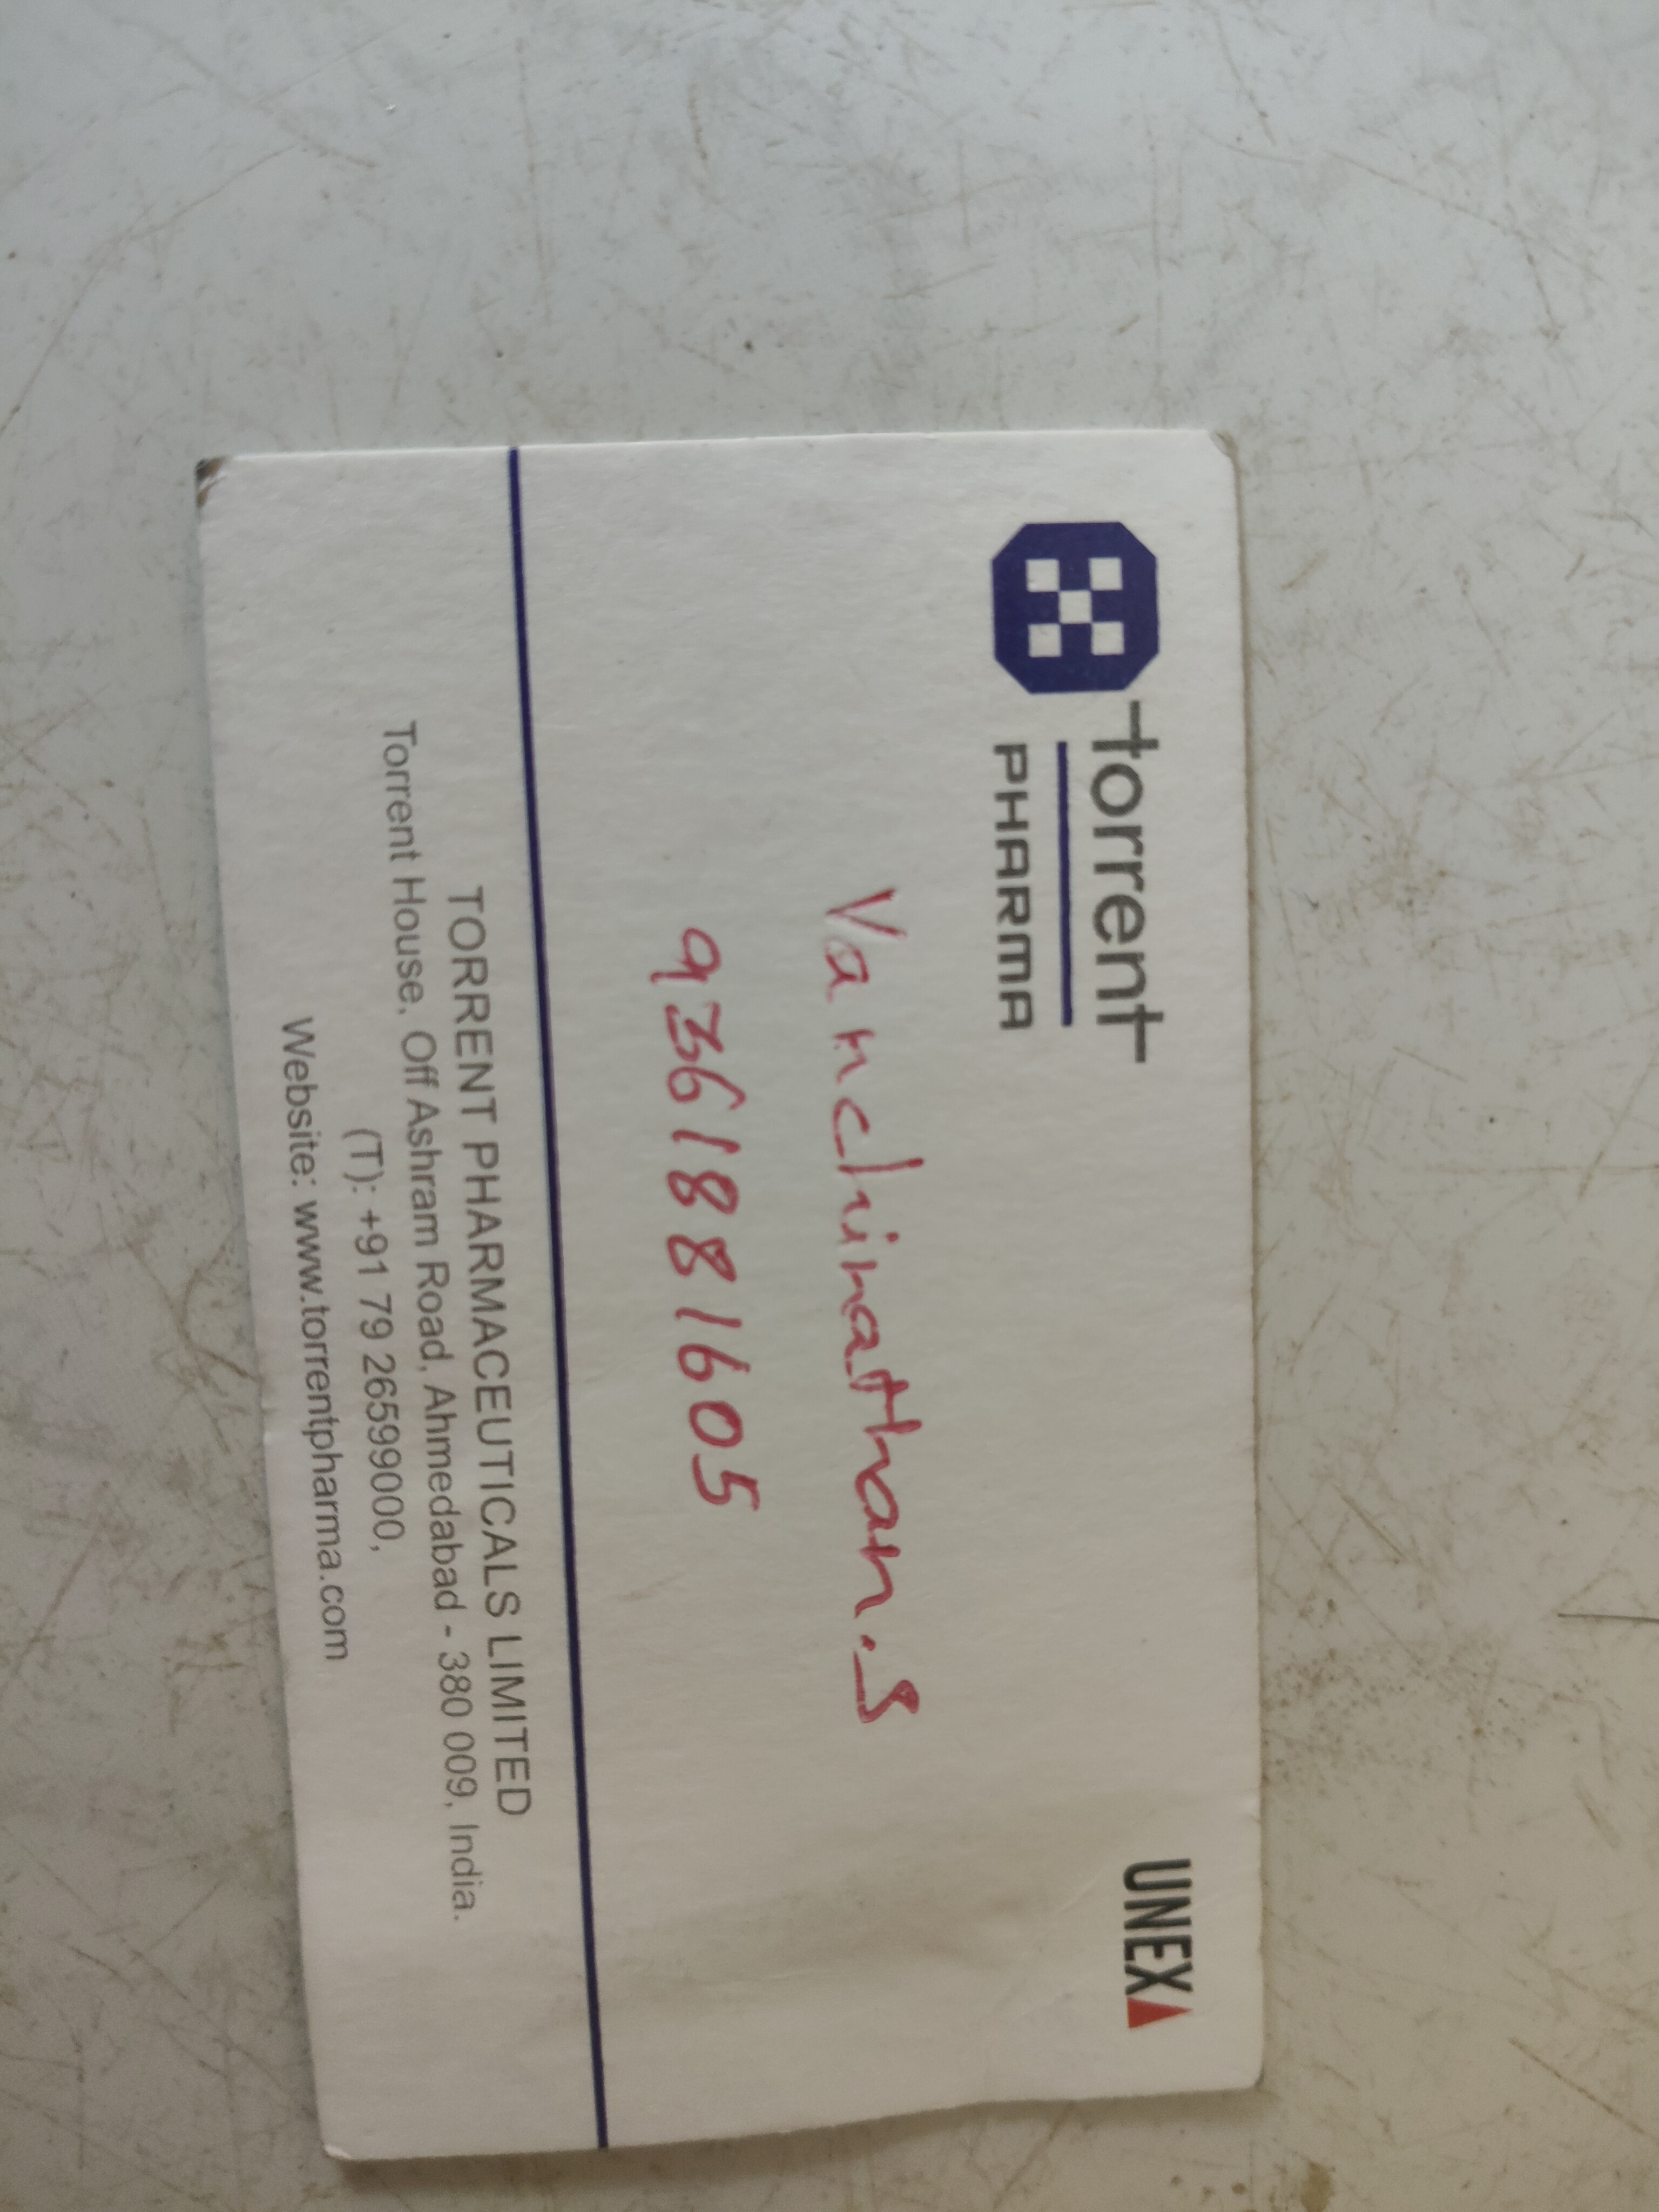 torrent
PHARMA
UNEXA
Vanchinathan.S
9361881605
TORRENT PHARMACEUTICALS LIMITED
Torrent House, Off Ashram Road, Ahmedabad - 380 009, India.
(T): +91 79 26599000,
Website: www.torrentpharma.com